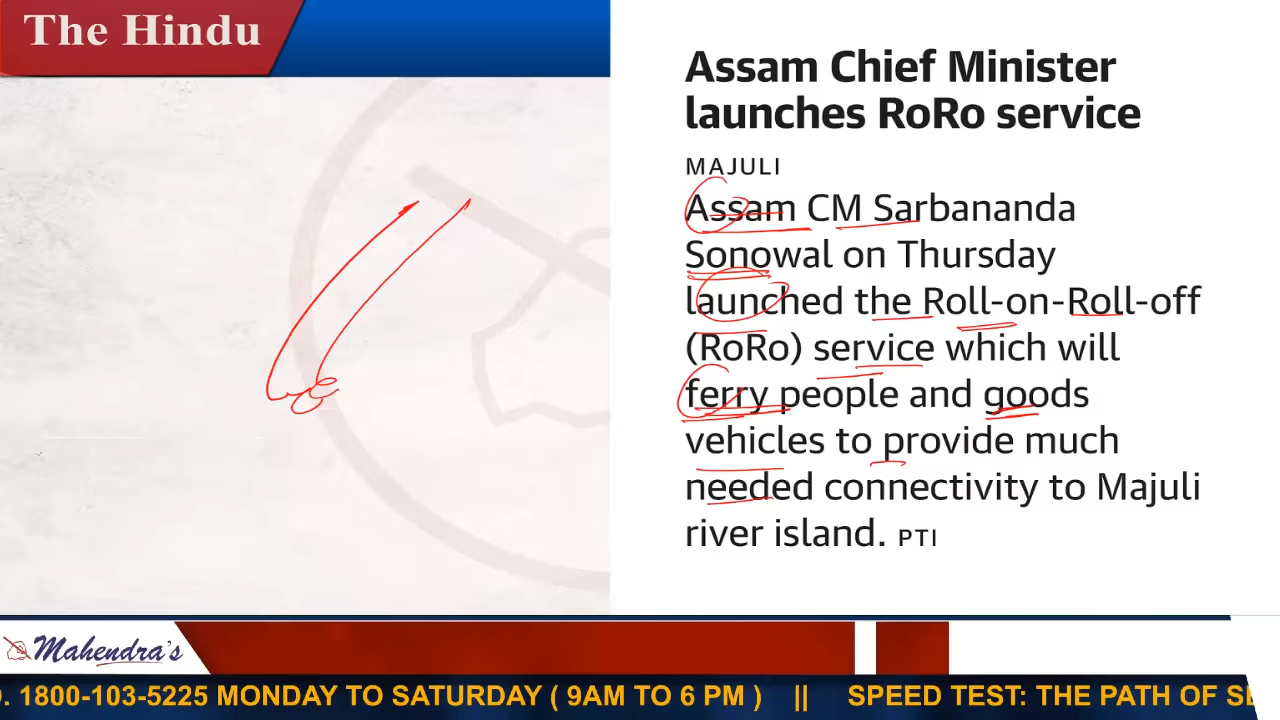 The Hindu
Assam Chief Minister
launches RoRo service
MAJULI
Assam CM Sarbananda
Sonowal on Thursday
launched the Roll-on-Roll-off
(RoRo) service which will
ferry people and goods
vehicles to provide much
needed connectivity to Majuli
river island. PTI
Mahendra's
. 1800-103-5225 MONDAY TO SATURDAY ( 9AM TO 6 PM ) || SPEED TEST: THE PATH OF